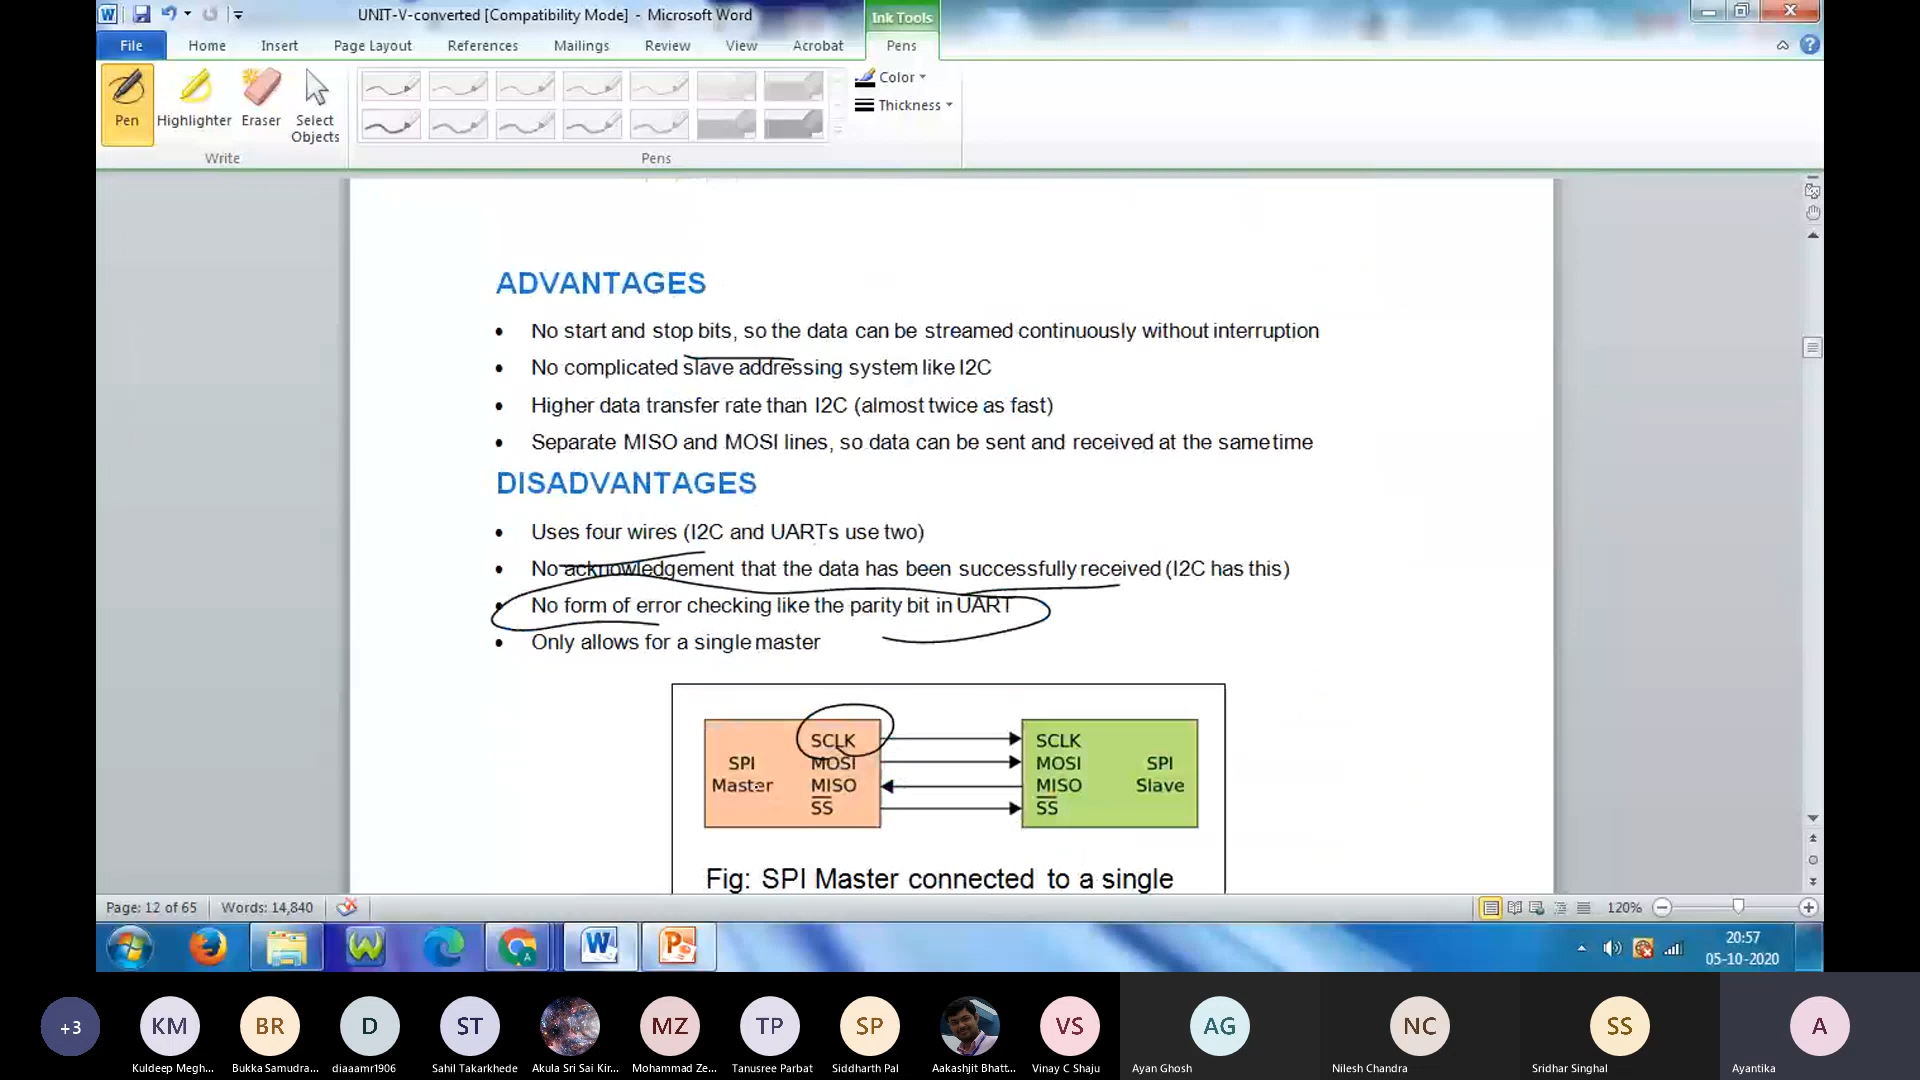 UNIT-V-converted [Compatibility Mode] - Microsoft Word
Ink Tools
File Home Insert Page Layout References Mailings Review View Acrobat Pens
Pen Highlighter Eraser Select Objects
Color
Thickness
Write Pens
ADVANTAGES
• No start and stop bits, so the data can be streamed continuously without interruption
• No complicated slave addressing system like I2C
• Higher data transfer rate than I2C (almost twice as fast)
• Separate MISO and MOSI lines, so data can be sent and received at the same time
DISADVANTAGES
• Uses four wires (I2C and UARTs use two)
• No acknowledgement that the data has been successfully received (I2C has this)
• No form of error checking like the parity bit in UART
• Only allows for a single master
SPI Master
SCLK
MOSI
MISO
SS
SCLK
MOSI
MISO
SS
SPI Slave
Fig: SPI Master connected to a single
Page: 12 of 65 Words: 14,840 120%
20:57
05-10-2020
+3 KM BR D ST MZ TP SP VS AG NC SS A
Kuldeep Megh... Bukka Samudra... diaaamr1906 Sahil Takarkhede Akula Sri Sai Kir... Mohammad Ze... Tanusree Parbat Siddharth Pal Aakashjit Bhatt... Vinay C Shaju Ayan Ghosh Nilesh Chandra Sridhar Singhal Ayantika